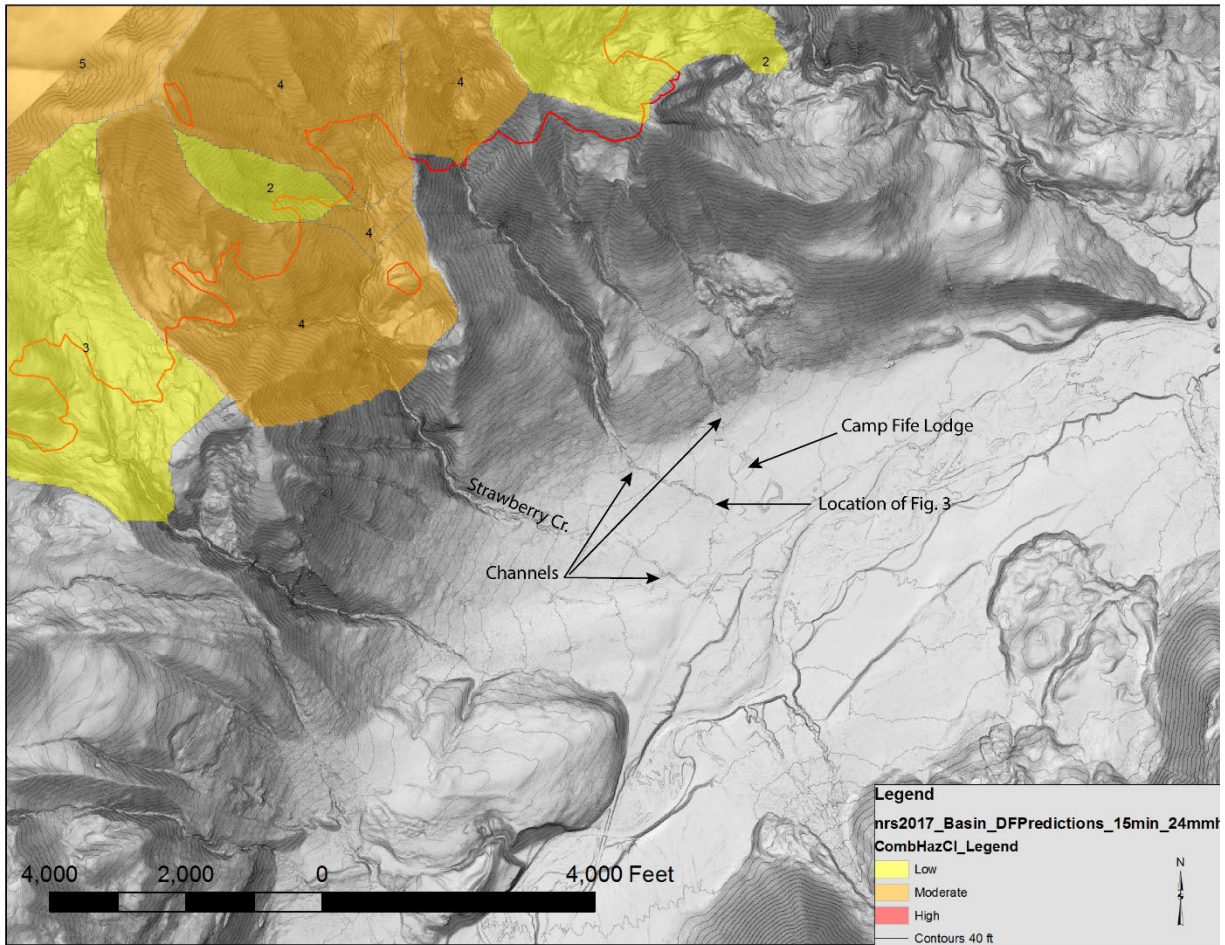 5
4
4
2
2
4
4
3
Camp Fife Lodge
Location of Fig. 3
Strawberry Cr.
Channels
4,000 2,000 0 4,000 Feet
Legend
nrs2017_Basin_DFPredictions_15min_24mmh
CombHazCl_Legend
Low
Moderate
High
Contours 40 ft
N